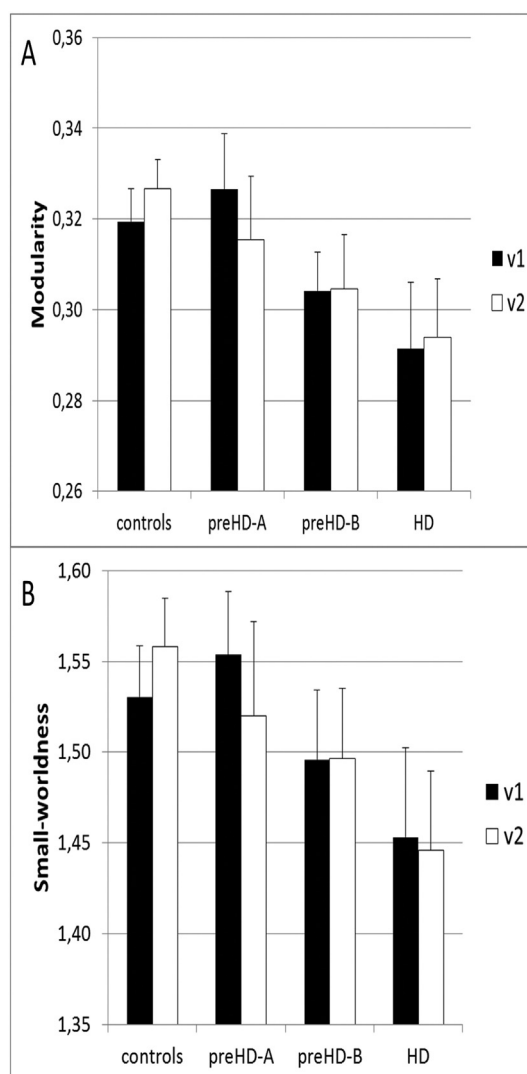 A
0,36
0,34
0,32
0,30
0,28
0,26
Modularity
controls preHD-A preHD-B HD
v1
v2
B
1,60
1,55
1,50
1,45
1,40
1,35
Small-worldness
controls preHD-A preHD-B HD
v1
v2